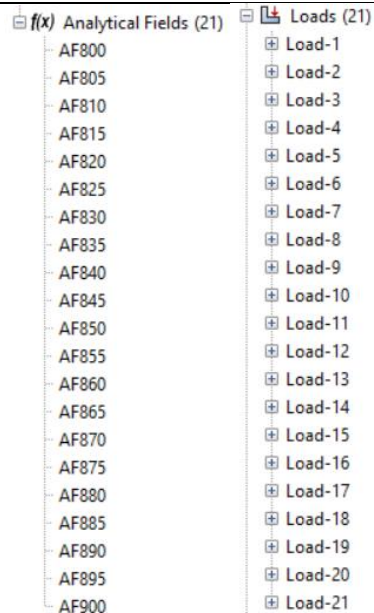 f(x) Analytical Fields (21)
AF800
AF805
AF810
AF815
AF820
AF825
AF830
AF835
AF840
AF845
AF850
AF855
AF860
AF865
AF870
AF875
AF880
AF885
AF890
AF895
AF900
Loads (21)
Load-1
Load-2
Load-3
Load-4
Load-5
Load-6
Load-7
Load-8
Load-9
Load-10
Load-11
Load-12
Load-13
Load-14
Load-15
Load-16
Load-17
Load-18
Load-19
Load-20
Load-21